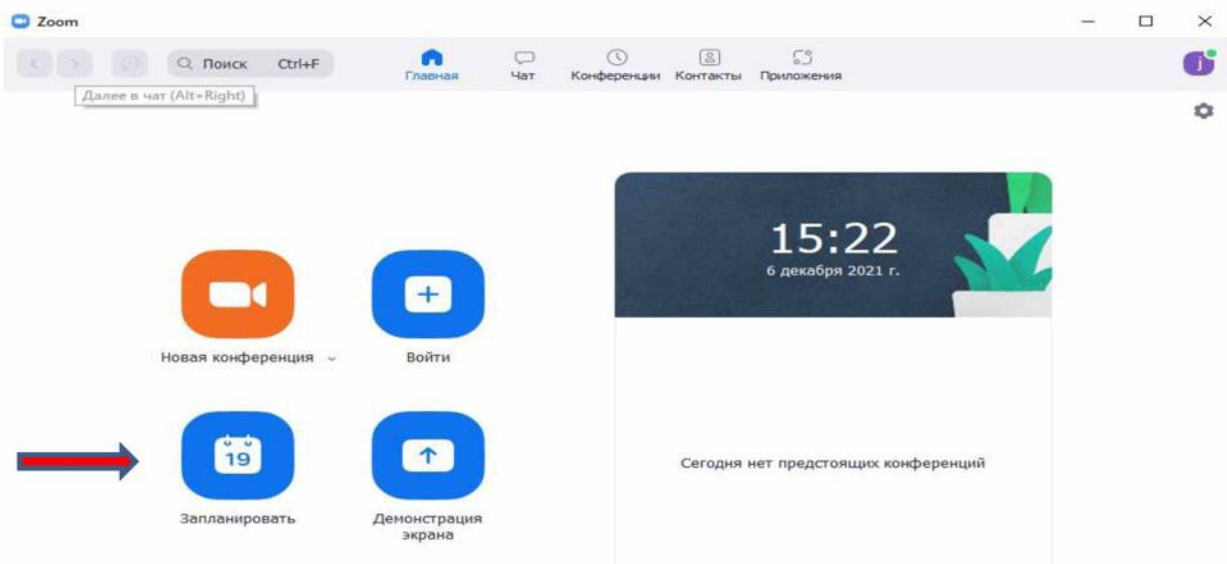 Zoom
Поиск Ctrl+F
Главная
Чат
Конференции
Контакты
Приложения
j
Далее в чат (Alt+Right)
15:22
6 декабря 2021 г.
Новая конференция
Войти
19
Запланировать
Демонстрация
экрана
Сегодня нет предстоящих конференций